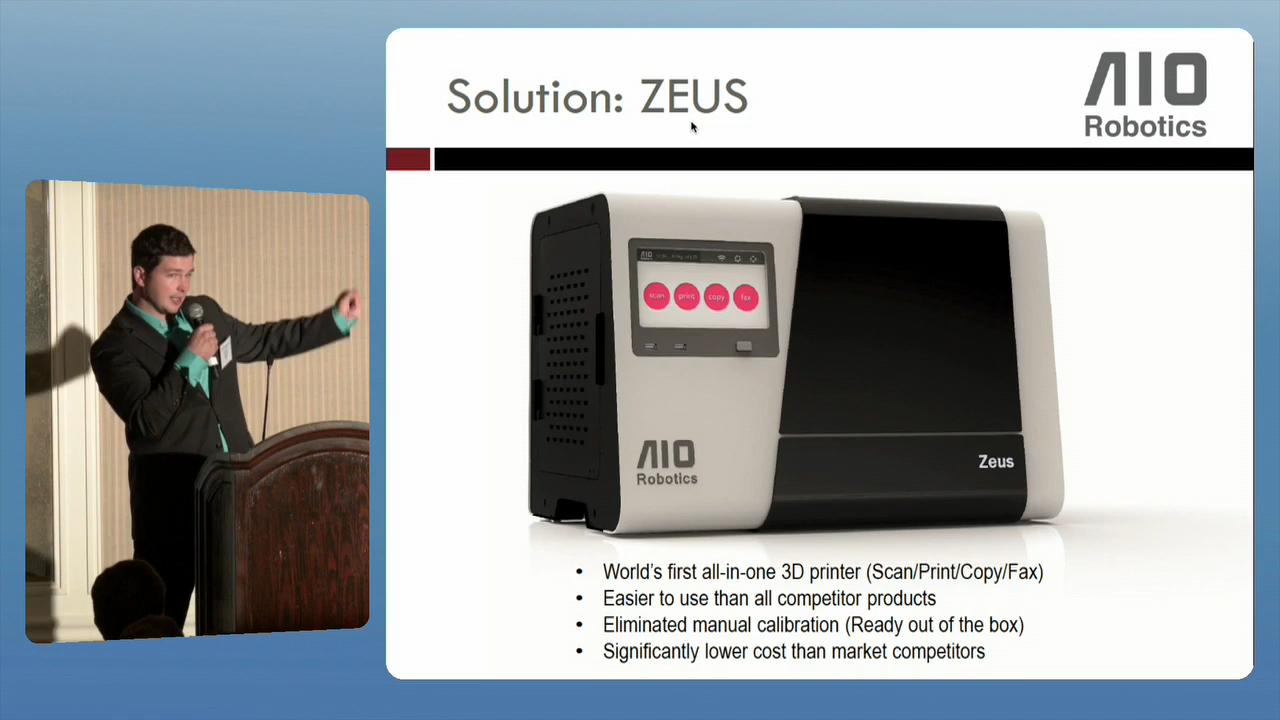 Solution: ZEUS
AIO
Robotics
AIO
scan print copy fax
AIO
Robotics
Zeus
• World's first all-in-one 3D printer (Scan/Print/Copy/Fax)
• Easier to use than all competitor products
• Eliminated manual calibration (Ready out of the box)
• Significantly lower cost than market competitors